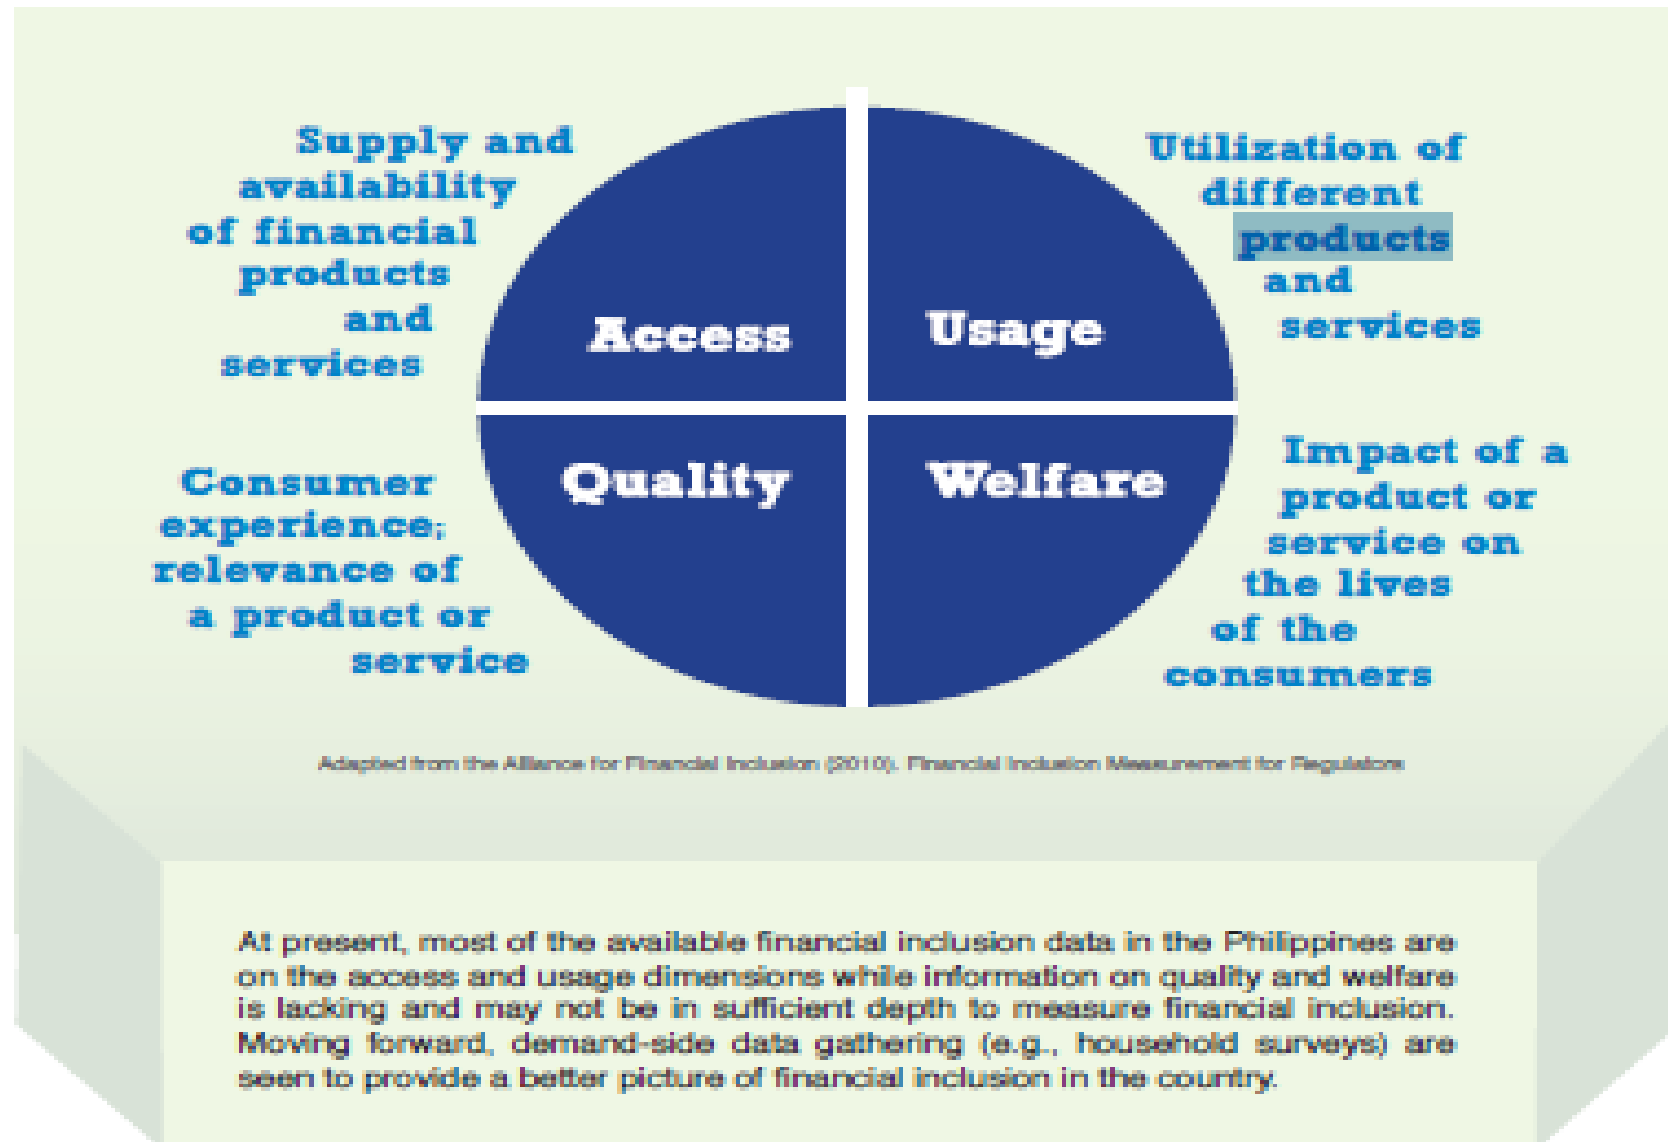 Supply and
availability
of financial
products
and
services
Access
Usage
Utilization of
different
products
and
services
Consumer
experience;
relevance of
a product or
service
Quality
Welfare
Impact of a
product or
service on
the lives
of the
consumers
Adapted from the Alliance for Financial Inclusion (2010). Financial Inclusion Measurement for Regulators
At present, most of the available financial inclusion data in the Philippines are
on the access and usage dimensions while information on quality and welfare
is lacking and may not be in sufficient depth to measure financial inclusion.
Moving forward, demand-side data gathering (e.g., household surveys) are
seen to provide a better picture of financial inclusion in the country.